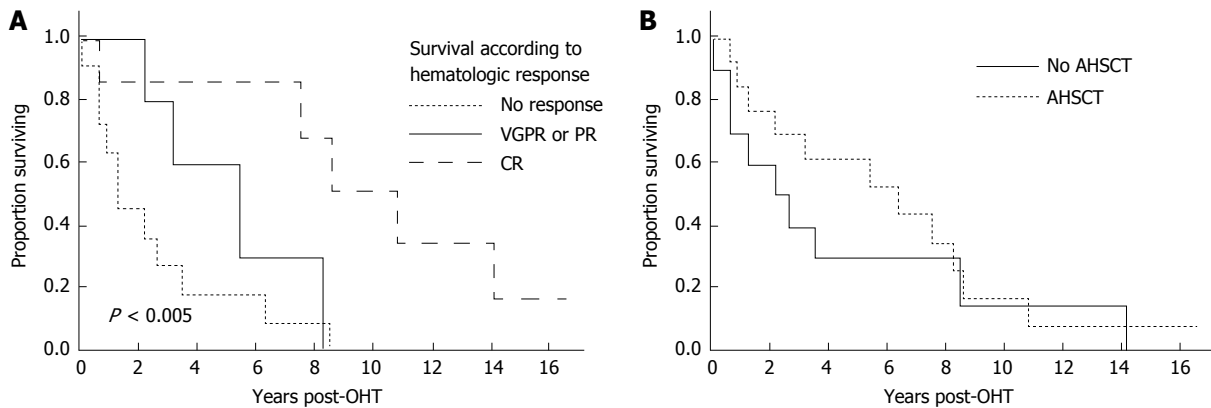 A
Survival according to
hematologic response
No response
VGPR or PR
CR
Proportion surviving
1.0
0.8
0.6
0.4
0.2
0.0
P < 0.005
0 2 4 6 8 10 12 14 16
Years post-OHT
B
No AHSCT
AHSCT
Proportion surviving
1.0
0.8
0.6
0.4
0.2
0.0
0 2 4 6 8 10 12 14 16
Years post-OHT